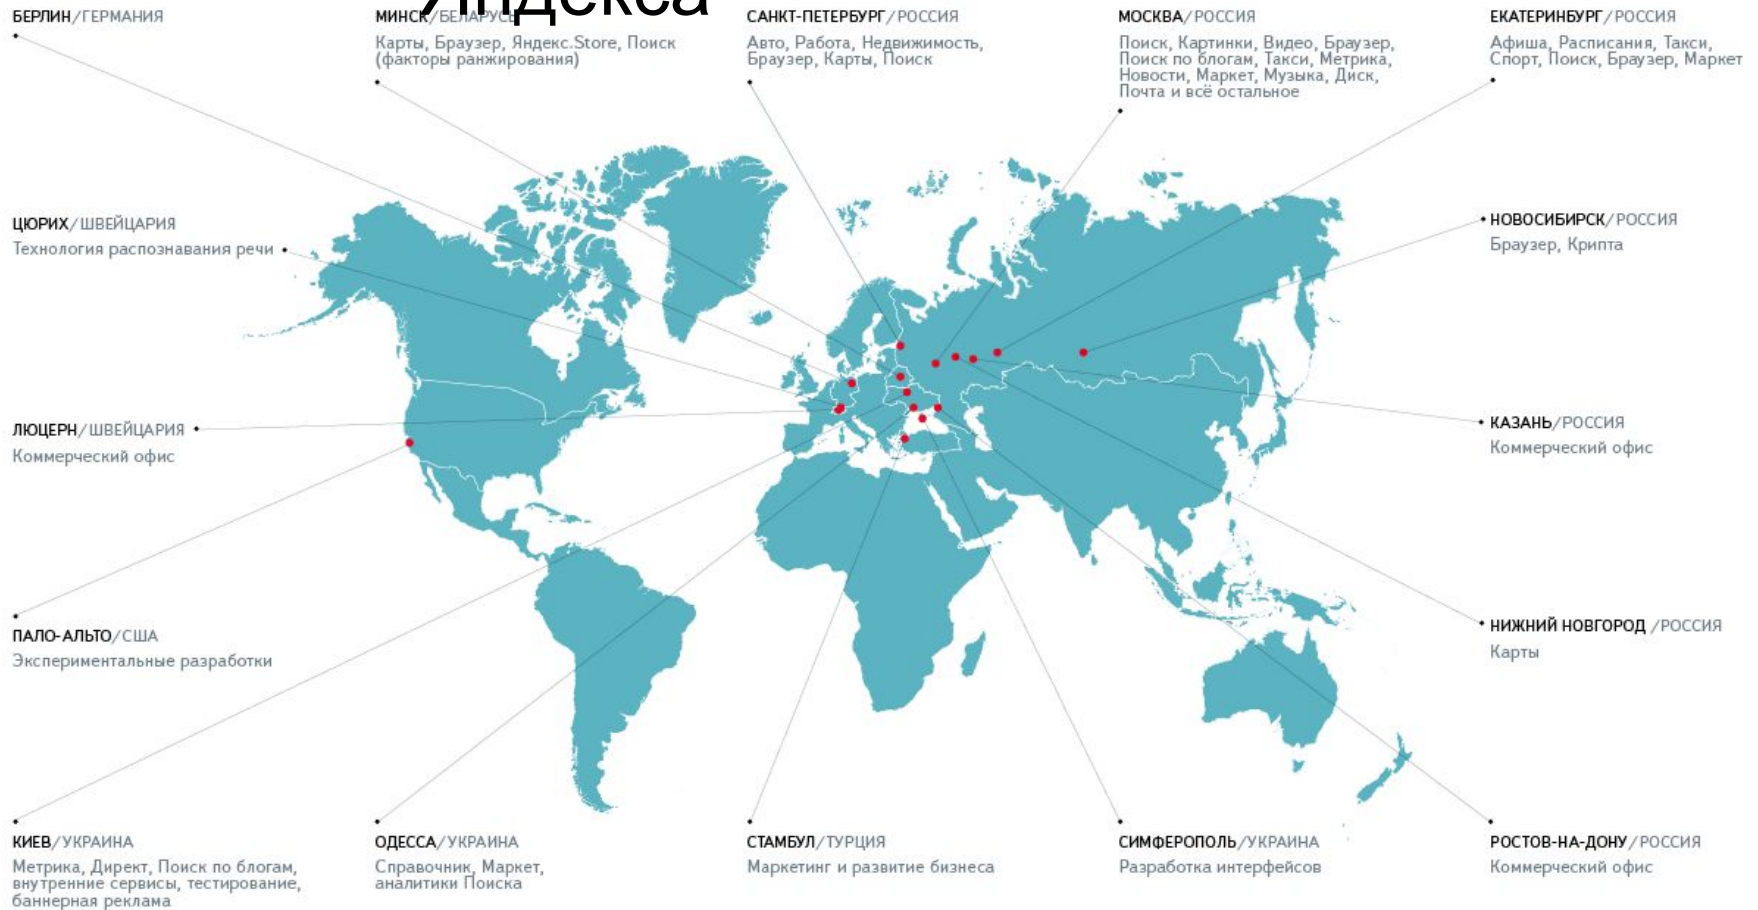 Яндекса
БЕРЛИН/ГЕРМАНИЯ
МИНСК/БЕЛАРУСЬ
Карты, Браузер, Яндекс.Store, Поиск
(факторы ранжирования)
САНКТ-ПЕТЕРБУРГ/РОССИЯ
Авто, Работа, Недвижимость,
Браузер, Карты, Поиск
МОСКВА/РОССИЯ
Поиск, Картинки, Видео, Браузер,
Поиск по блогам, Такси, Метрика,
Новости, Маркет, Музыка, Диск,
Почта и всё остальное
ЕКАТЕРИНБУРГ/РОССИЯ
Афиша, Расписания, Такси,
Спорт, Поиск, Браузер, Маркет
ЦЮРИХ/ШВЕЙЦАРИЯ
Технология распознавания речи
НОВОСИБИРСК/РОССИЯ
Браузер, Крипта
ЛЮЦЕРН/ШВЕЙЦАРИЯ
Коммерческий офис
КАЗАНЬ/РОССИЯ
Коммерческий офис
ПАЛО-АЛЬТО/США
Экспериментальные разработки
НИЖНИЙ НОВГОРОД /РОССИЯ
Карты
КИЕВ/УКРАИНА
Метрика, Директ, Поиск по блогам,
внутренние сервисы, тестирование,
баннерная реклама
ОДЕССА/УКРАИНА
Справочник, Маркет,
аналитики Поиска
СТАМБУЛ/ТУРЦИЯ
Маркетинг и развитие бизнеса
СИМФЕРОПОЛЬ/УКРАИНА
Разработка интерфейсов
РОСТОВ-НА-ДОНУ/РОССИЯ
Коммерческий офис